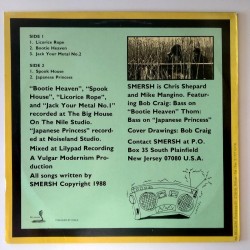 SIDE 1
1. Licorice Rope
2. Bootie Heaven
3. Jack Your Metal No.1
SIDE 2
1. Spook House
2. Japanese Princess
"Bootie Heaven", "Spook
House", "Licorice Rope",
and "Jack Your Metal No.1"
recorded at The Big House
On The Nile Studio.
"Japanese Princess" record-
ed at Noiseland Studio.
Mixed at Lilypad Recording
A Vulgar Modernism Pro-
duction
All songs written by
SMERSH Copyright 1988
SMERSH is Chris Shepard
and Mike Mangino. Featur-
ing Bob Craig: Bass on
"Bootie Heaven" Thom:
Bass on "Japanese Princess"
Cover Drawings: Bob Craig
Contact SMERSH at P.O.
Box 35 South Plainfield
New Jersey 07080 U.S.A.